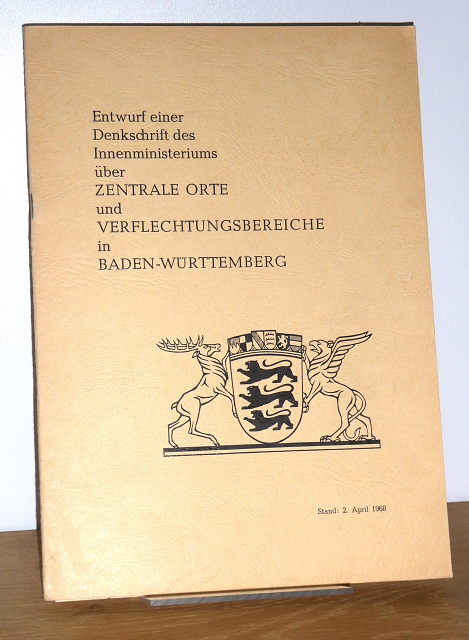 Entwurf einer
Denkschrift des
Innenministeriums
über
ZENTRALE ORTE
und
VERFLECHTUNGSBEREICHE
in
BADEN-WÜRTTEMBERG
Stand: 2. April 1968